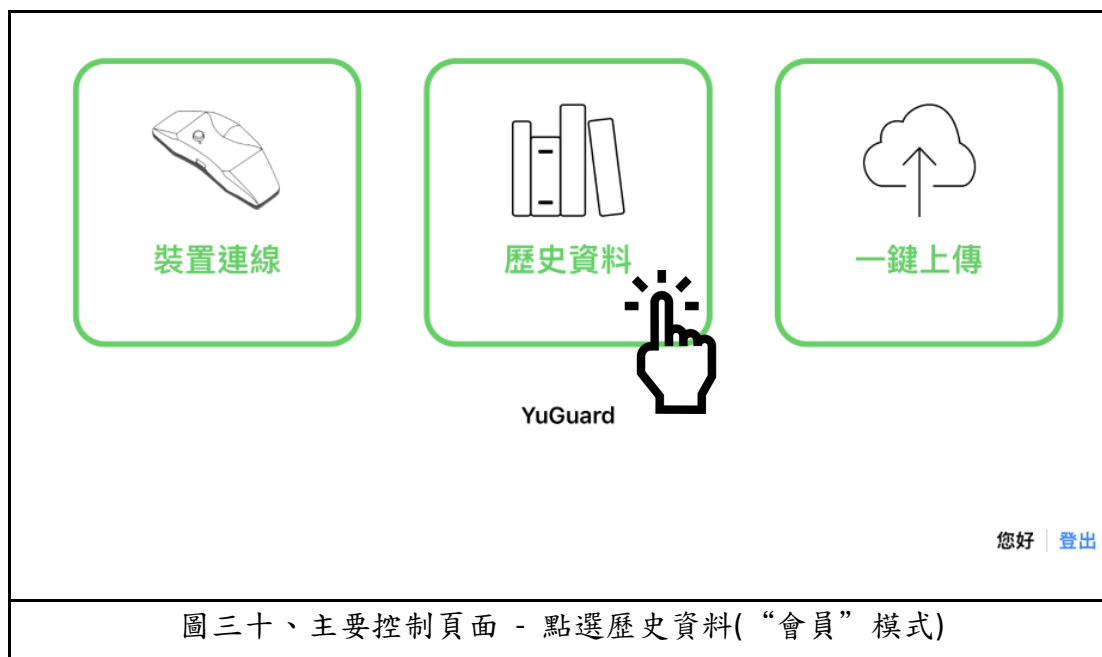 裝置連線
歷史資料
一鍵上傳
YuGuard
您好 登出
圖三十、主要控制頁面 - 點選歷史資料(“會員”模式)